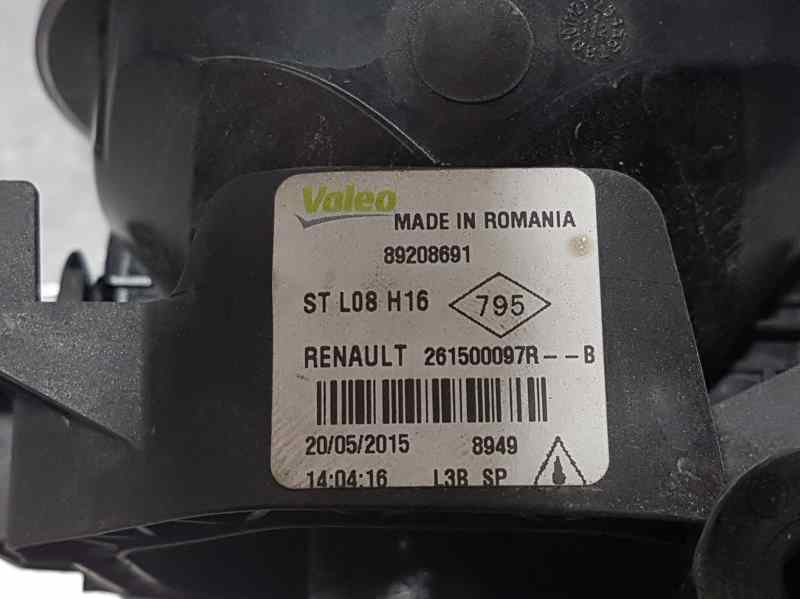 Valeo
MADE IN ROMANIA
89208691
ST L08 H16 795
RENAULT 261500097R--B
20/05/2015 8949
14:04:16 L3B SP